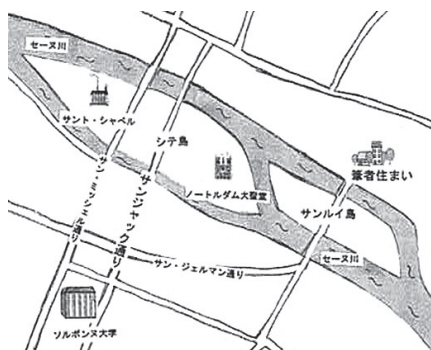 セーヌ川
サント・シャペル
シテ島
筆者住まい
ノートルダム大聖堂
サンルイ島
サン・ミッシェル通り
サンジャック通り
セーヌ川
サン・ジェルマン通り
ソルボンヌ大学